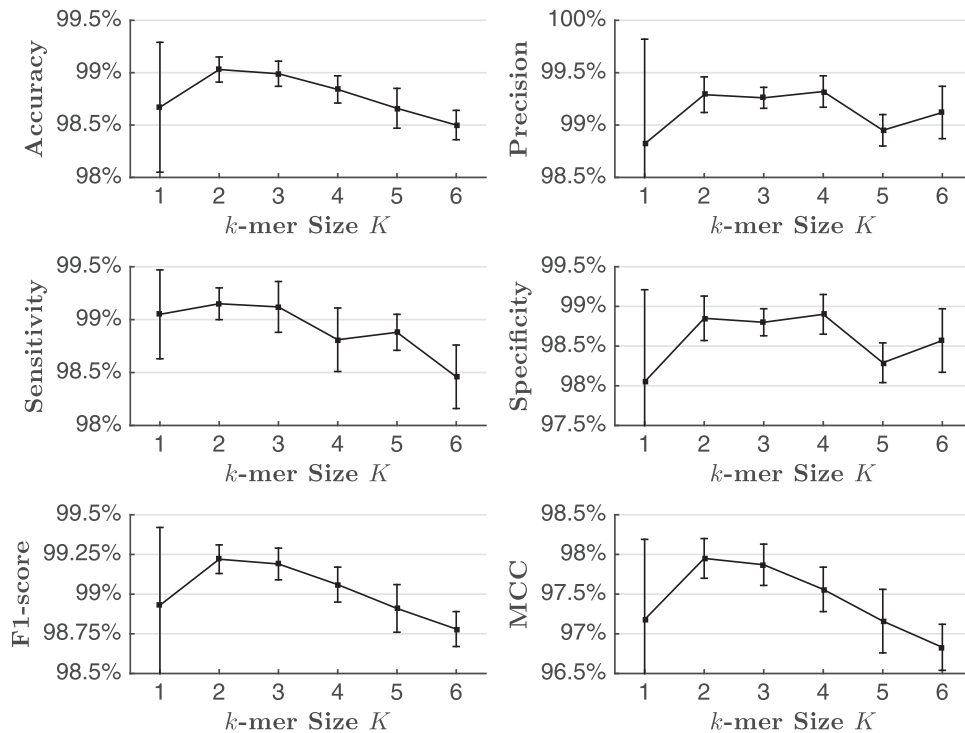 99.5%
99%
98.5%
98%
Accuracy
1 2 3 4 5 6
k-mer Size K
100%
99.5%
99%
98.5%
Precision
1 2 3 4 5 6
k-mer Size K
99.5%
99%
98.5%
98%
Sensitivity
1 2 3 4 5 6
k-mer Size K
99.5%
99%
98.5%
98%
97.5%
Specificity
1 2 3 4 5 6
k-mer Size K
99.5%
99.25%
99%
98.75%
98.5%
F1-score
1 2 3 4 5 6
k-mer Size K
98.5%
98%
97.5%
97%
96.5%
MCC
1 2 3 4 5 6
k-mer Size K